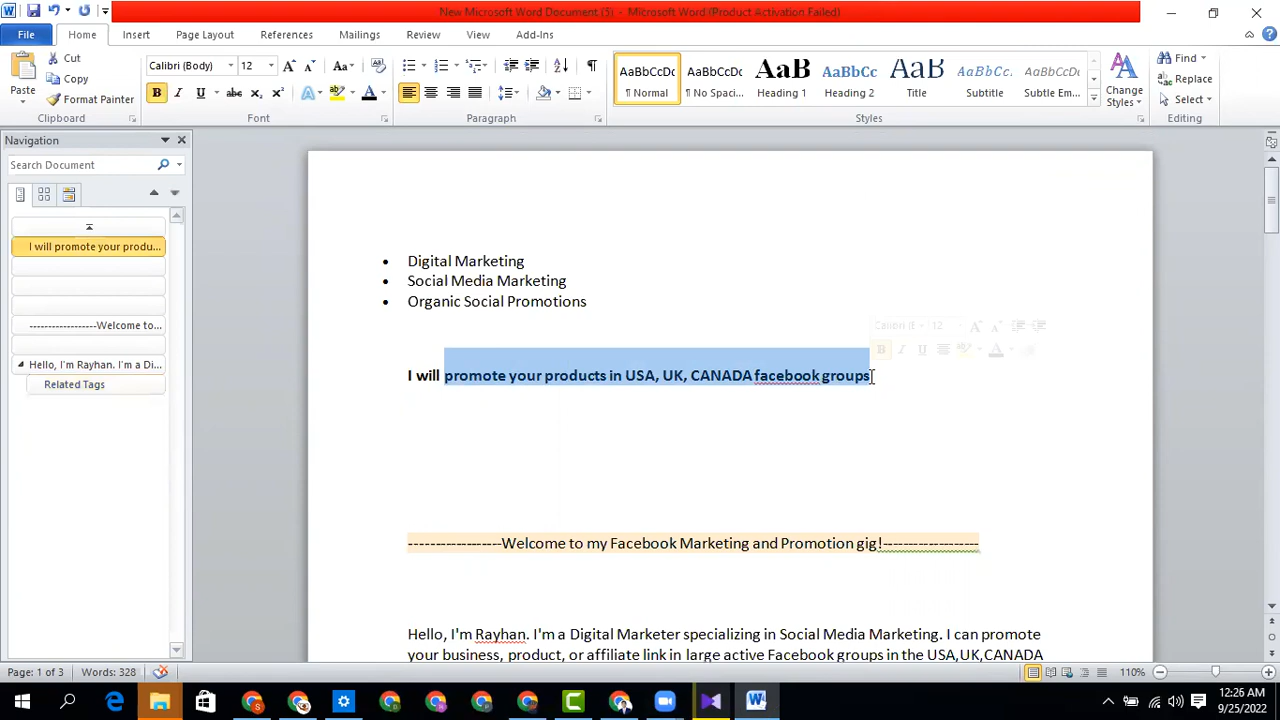 New Microsoft Word Document (3) - Microsoft Word (Product Activation Failed)
File Home Insert Page Layout References Mailings Review View Add-Ins
Paste Cut Copy Format Painter Clipboard
Calibri (Body) 12 Font
Paragraph
AaBbCcDc ¶ Normal
AaBbCcDc ¶ No Spaci...
AaB Heading 1
AaBbCc Heading 2
AaB Title
AaBbCc Subtitle
AaBbCcDc Subtle Em...
Styles
Change Styles
Find Replace Select Editing
Navigation
Search Document
I will promote your produ...
------------------Welcome to...
Hello, I'm Rayhan. I'm a Di...
Related Tags
• Digital Marketing
• Social Media Marketing
• Organic Social Promotions
Calibri (E 12
I will promote your products in USA, UK, CANADA facebook groups
------------------Welcome to my Facebook Marketing and Promotion gig!------------------
Hello, I'm Rayhan. I'm a Digital Marketer specializing in Social Media Marketing. I can promote
your business, product, or affiliate link in large active Facebook groups in the USA,UK,CANADA
Page: 1 of 3 Words: 328 110%
12:26 AM
9/25/2022